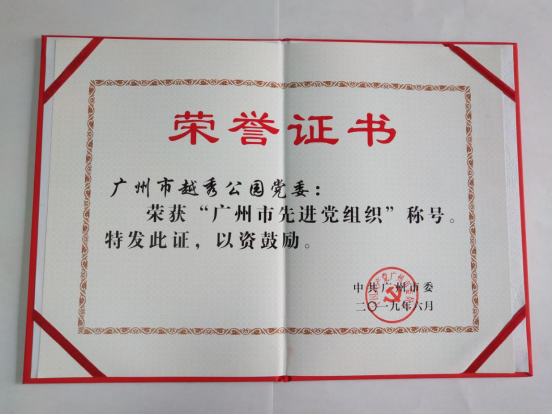 荣誉证书
广州市越秀公园党委：
荣获“广州市先进党组织”称号。
特发此证，以资鼓励。
中共广州市委
二〇一九年六月